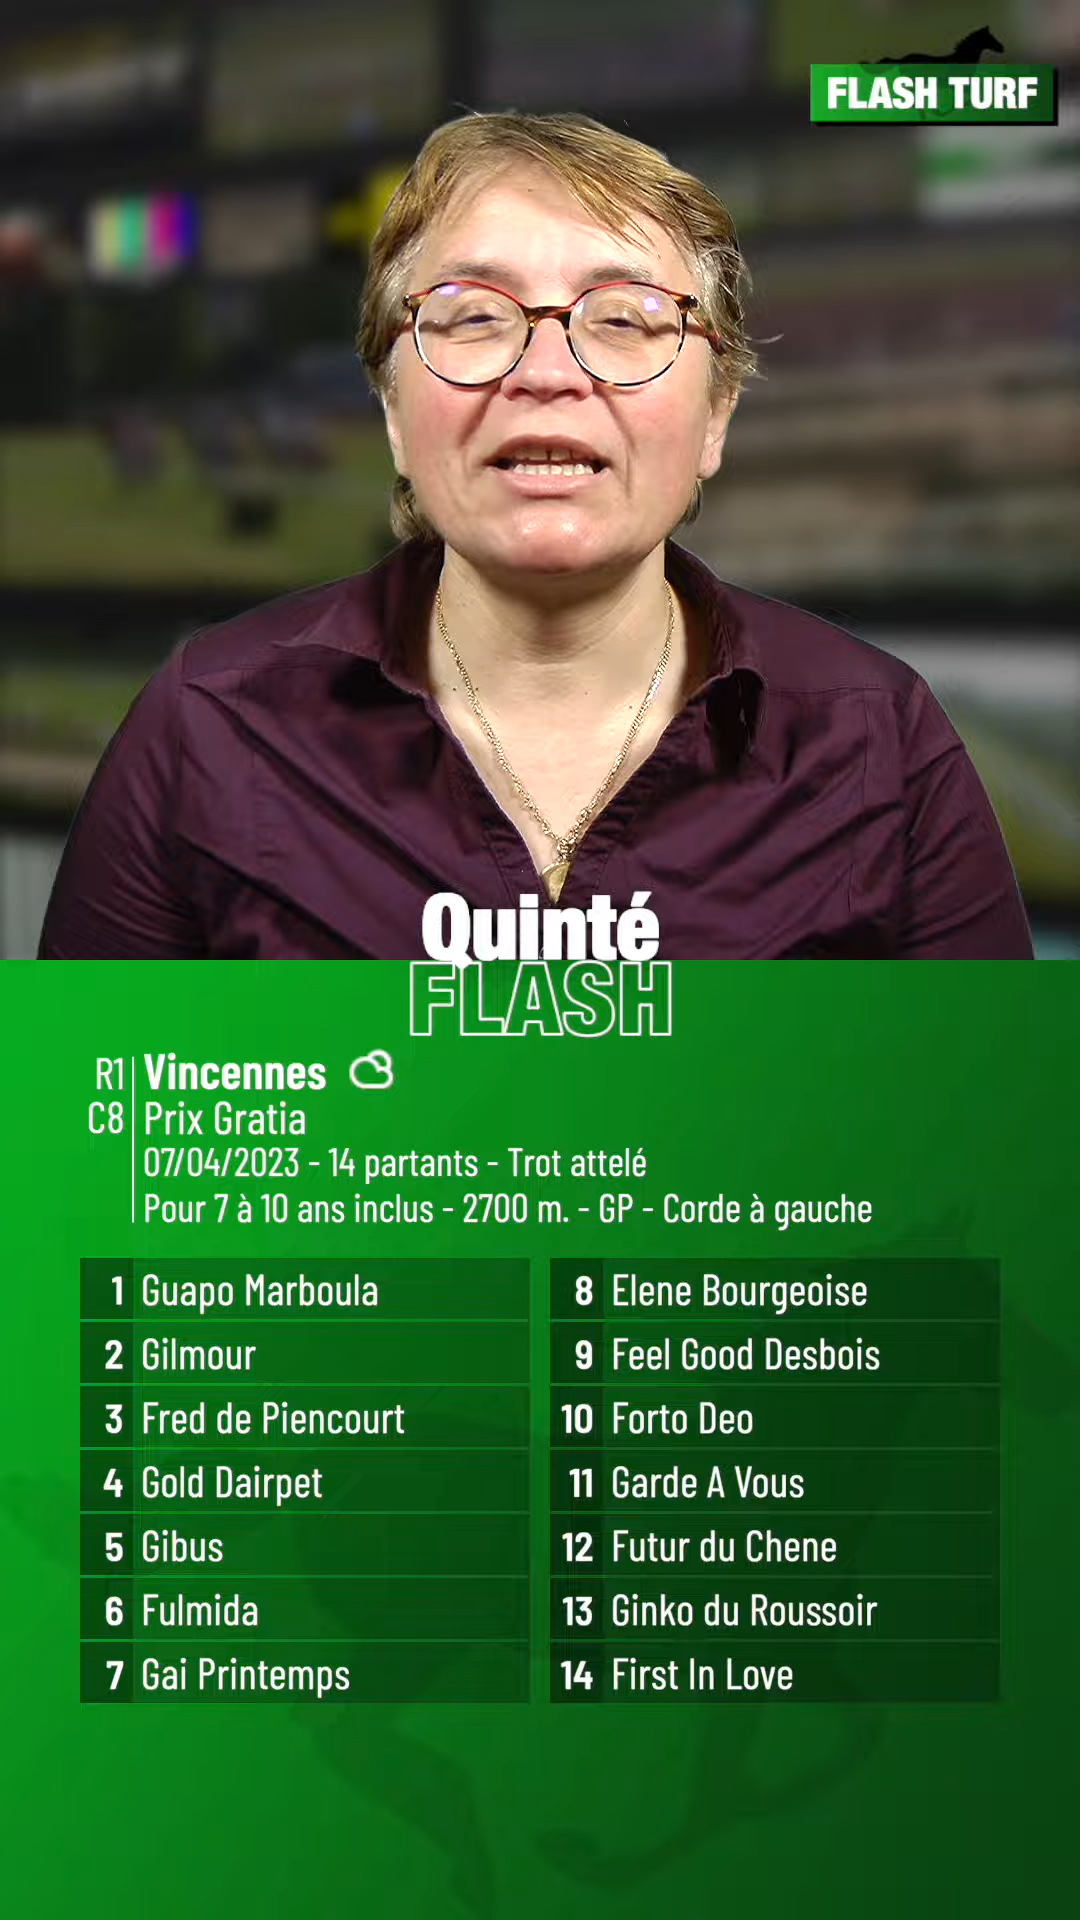 FLASH TURF
Quinté
FLASH
R1 Vincennes
C8 Prix Gratia
07/04/2023 - 14 partants - Trot attelé
Pour 7 à 10 ans inclus - 2700 m. - GP - Corde à gauche
1 Guapo Marboula
2 Gilmour
3 Fred de Piencourt
4 Gold Dairpet
5 Gibus
6 Fulmida
7 Gai Printemps
8 Elene Bourgeoise
9 Feel Good Desbois
10 Forto Deo
11 Garde A Vous
12 Futur du Chene
13 Ginko du Roussoir
14 First In Love